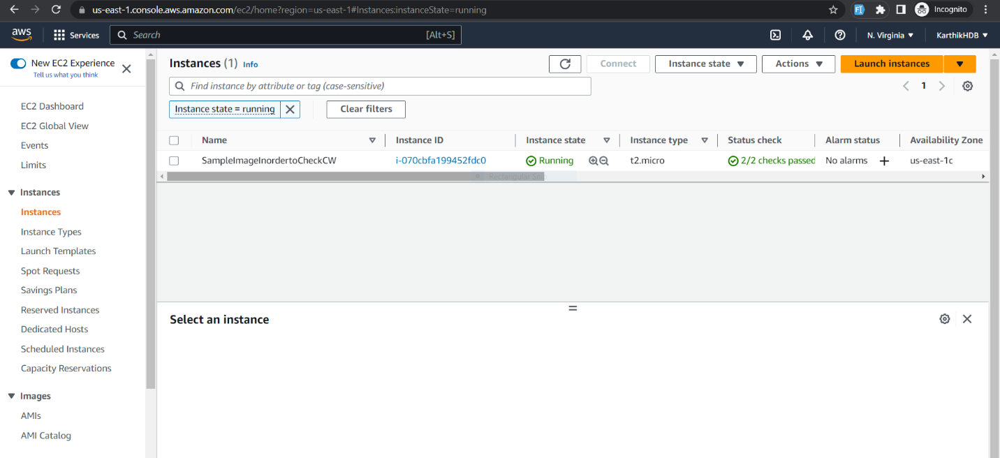 us-east-1.console.aws.amazon.com/ec2/home?region=us-east-1#Instances:instanceState=running
Incognito
aws
Services
Search
[Alt+S]
N. Virginia
KarthikHDB
New EC2 Experience
Tell us what you think
EC2 Dashboard
EC2 Global View
Events
Limits
Instances
Instances
Instance Types
Launch Templates
Spot Requests
Savings Plans
Reserved Instances
Dedicated Hosts
Scheduled Instances
Capacity Reservations
Images
AMIs
AMI Catalog
Instances (1) Info
Connect
Instance state
Actions
Launch instances
Find instance by attribute or tag (case-sensitive)
1
Instance state = running
Clear filters
Name Instance ID Instance state Instance type Status check Alarm status Availability Zone
SampleImageInordertoCheckCW i-070cbfa199452fdc0 Running t2.micro 2/2 checks passed No alarms + us-east-1c
Select an instance